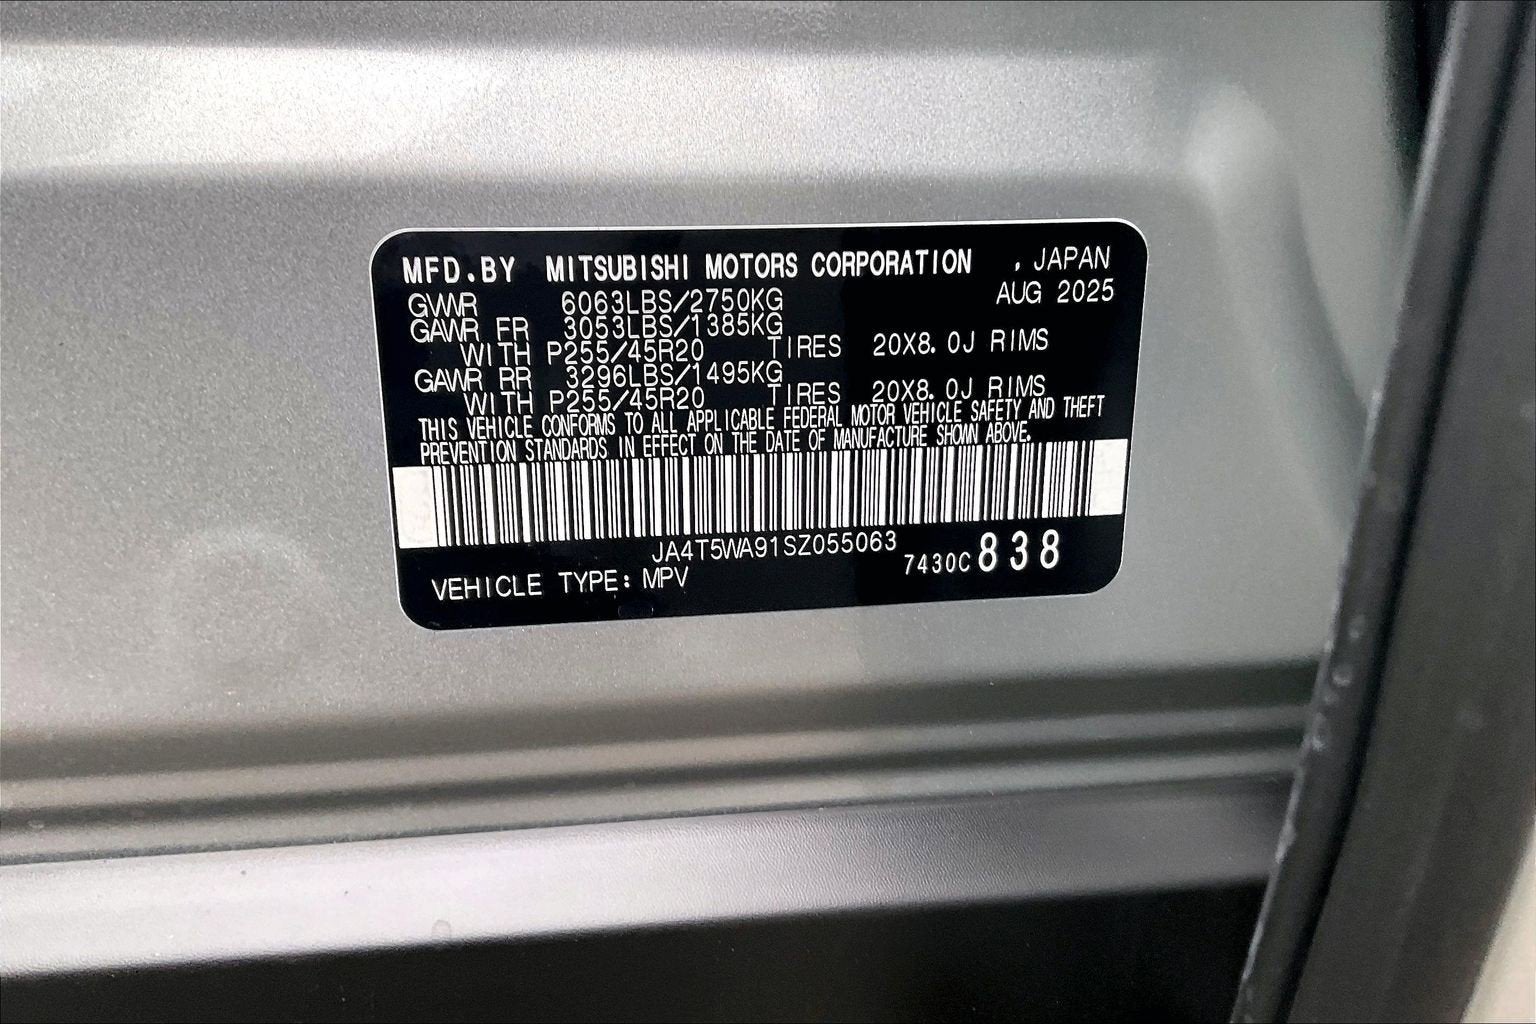 MFD.BY MITSUBISHI MOTORS CORPORATION , JAPAN
AUG 2025
GVWR 6063LBS/2750KG
GAWR FR 3053LBS/1385KG
WITH P255/45R20 TIRES 20X8.0J RIMS
GAWR RR 3296LBS/1495KG
WITH P255/45R20 TIRES 20X8.0J RIMS
THIS VEHICLE CONFORMS TO ALL APPLICABLE FEDERAL MOTOR VEHICLE SAFETY AND THEFT
PREVENTION STANDARDS IN EFFECT ON THE DATE OF MANUFACTURE SHOWN ABOVE.
JA4T5WA91SZ055063
7430C 838
VEHICLE TYPE: MPV